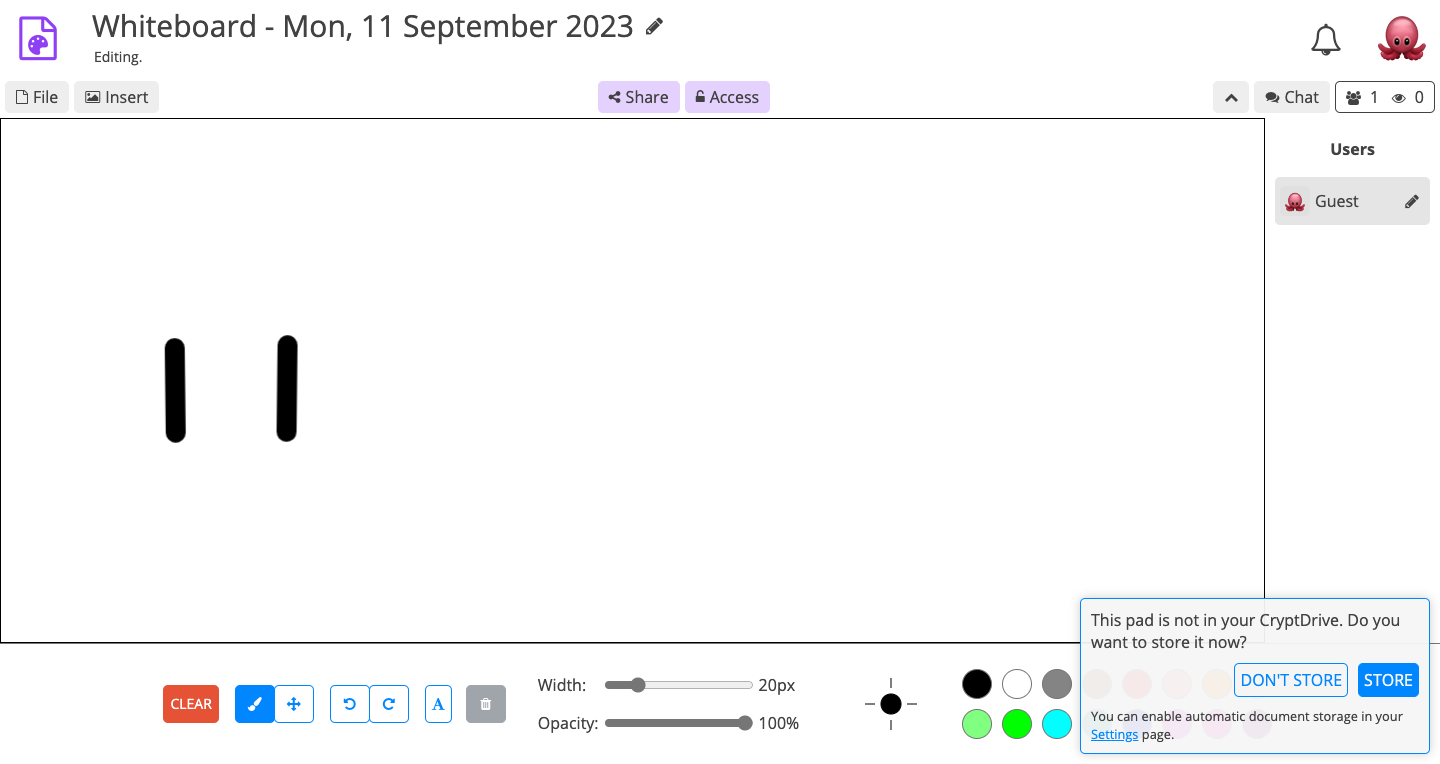 Whiteboard - Mon, 11 September 2023
Editing.
File Insert Share Access Chat 1 0
Users
Guest
This pad is not in your CryptDrive. Do you
want to store it now?
DON'T STORE STORE
You can enable automatic document storage in your
Settings page.
CLEAR A
Width: 20px
Opacity: 100%